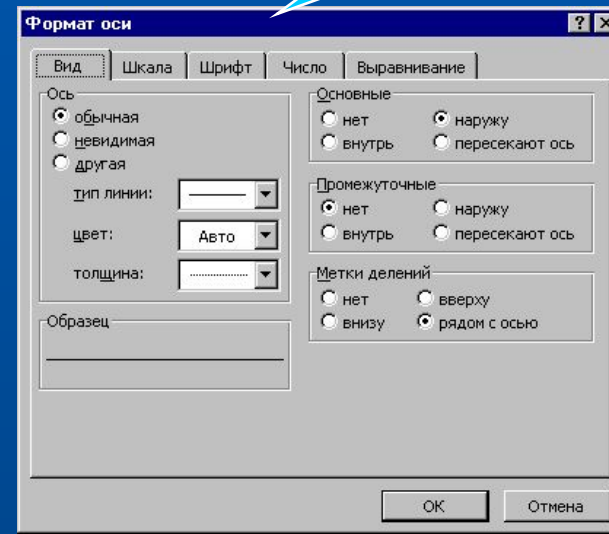 Формат оси
Вид Шкала Шрифт Число Выравнивание
Ось
обычная
невидимая
другая
тип линии:
цвет: Авто
толщина:
Образец
Основные
нет наружу
внутрь пересекают ось
Промежуточные
нет наружу
внутрь пересекают ось
Метки делений
нет вверху
внизу рядом с осью
ОК Отмена